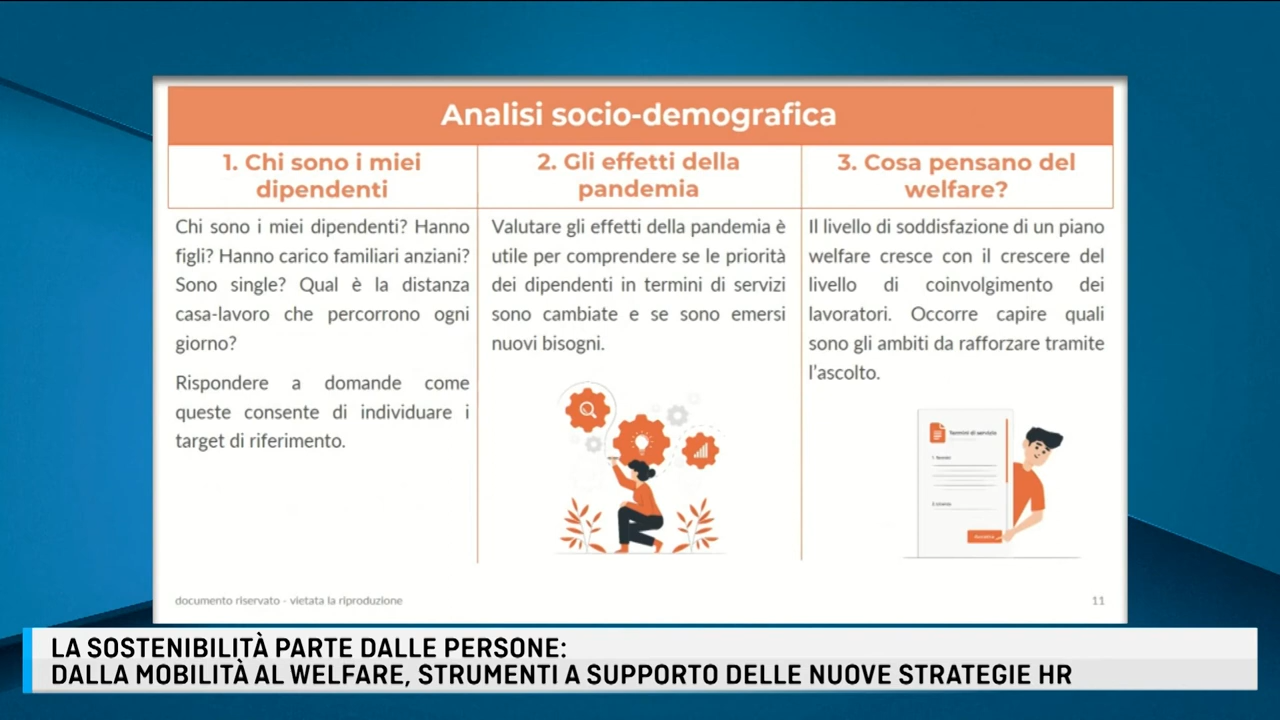 Analisi socio-demografica
1. Chi sono i miei
dipendenti
2. Gli effetti della
pandemia
3. Cosa pensano del
welfare?
Chi sono i miei dipendenti? Hanno
figli? Hanno carico familiari anziani?
Sono single? Qual è la distanza
casa-lavoro che percorrono ogni
giorno?
Rispondere a domande come
queste consente di individuare i
target di riferimento.
Valutare gli effetti della pandemia è
utile per comprendere se le priorità
dei dipendenti in termini di servizi
sono cambiate e se sono emersi
nuovi bisogni.
Il livello di soddisfazione di un piano
welfare cresce con il crescere del
livello di coinvolgimento dei
lavoratori. Occorre capire quali
sono gli ambiti da rafforzare tramite
l'ascolto.
Termini di servizio
documento riservato - vietata la riproduzione
11
LA SOSTENIBILITÀ PARTE DALLE PERSONE:
DALLA MOBILITÀ AL WELFARE, STRUMENTI A SUPPORTO DELLE NUOVE STRATEGIE HR